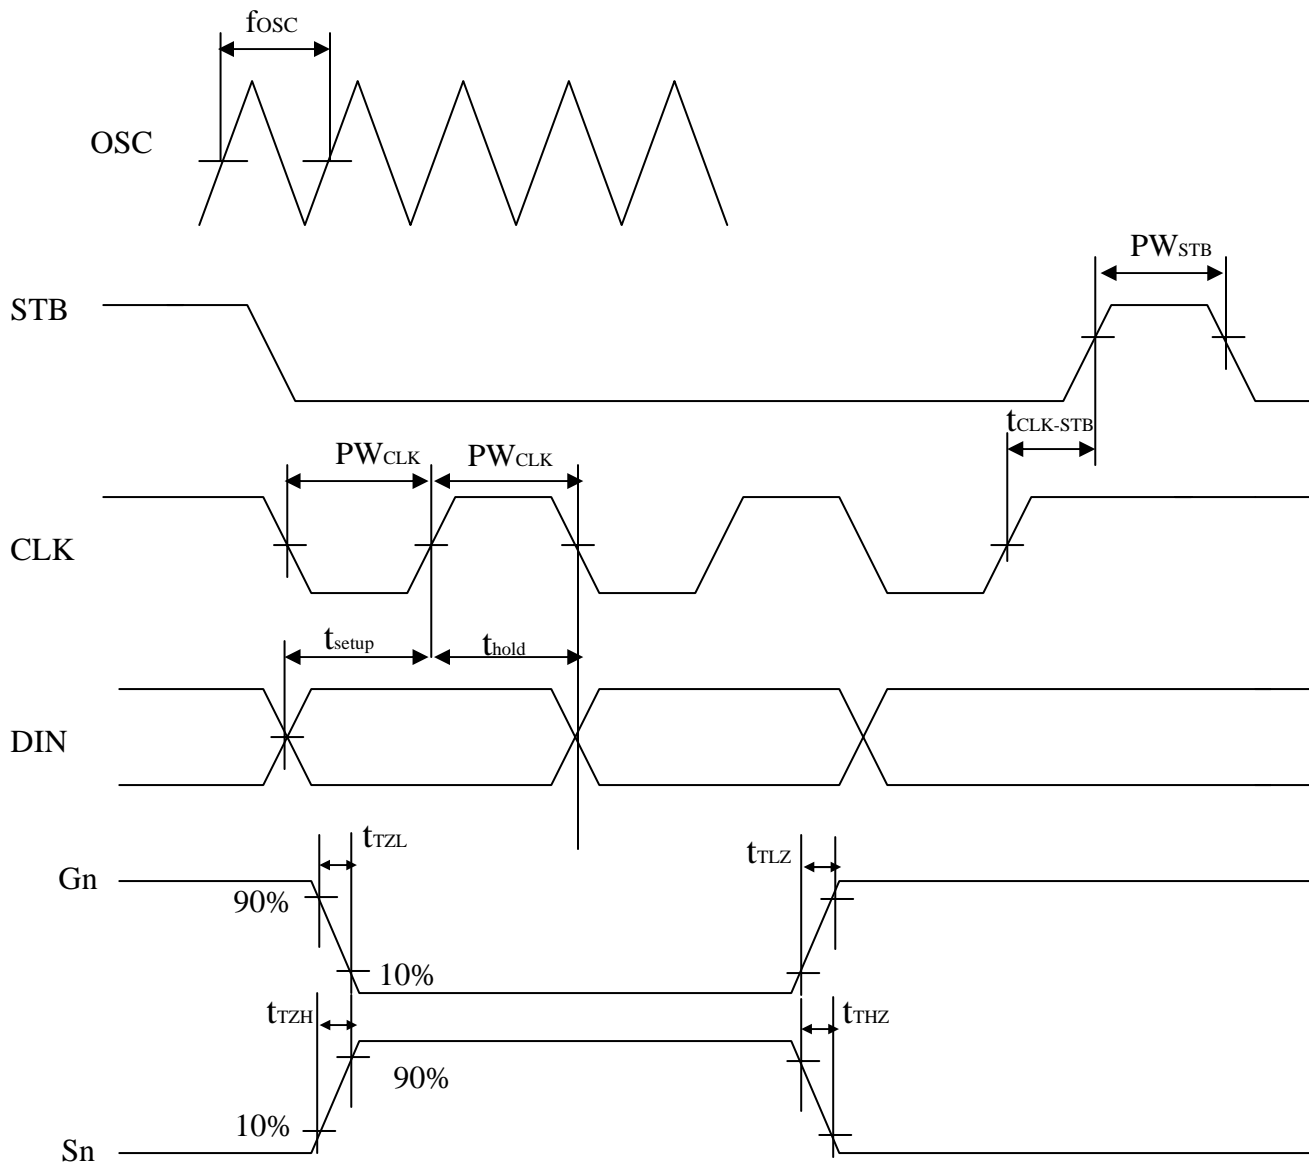 fOSC
OSC
PWSTB
STB
tCLK-STB
PWCLK PWCLK
CLK
tsetup thold
DIN
tTZL tTLZ
Gn
90%
10%
tTZH tTHZ
90%
10%
Sn